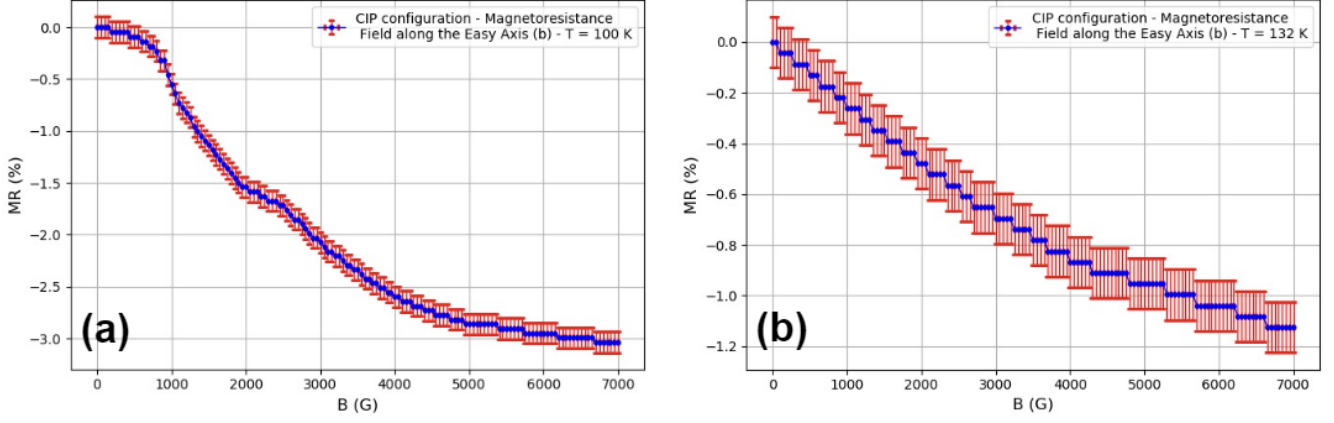 CIP configuration - Magnetoresistance
Field along the Easy Axis (b) - T = 100 K
0.0
−0.5
−1.0
−1.5
−2.0
−2.5
−3.0
MR (%)
(a)
0 1000 2000 3000 4000 5000 6000 7000
B (G)
CIP configuration - Magnetoresistance
Field along the Easy Axis (b) - T = 132 K
0.0
−0.2
−0.4
−0.6
−0.8
−1.0
−1.2
MR (%)
(b)
0 1000 2000 3000 4000 5000 6000 7000
B (G)